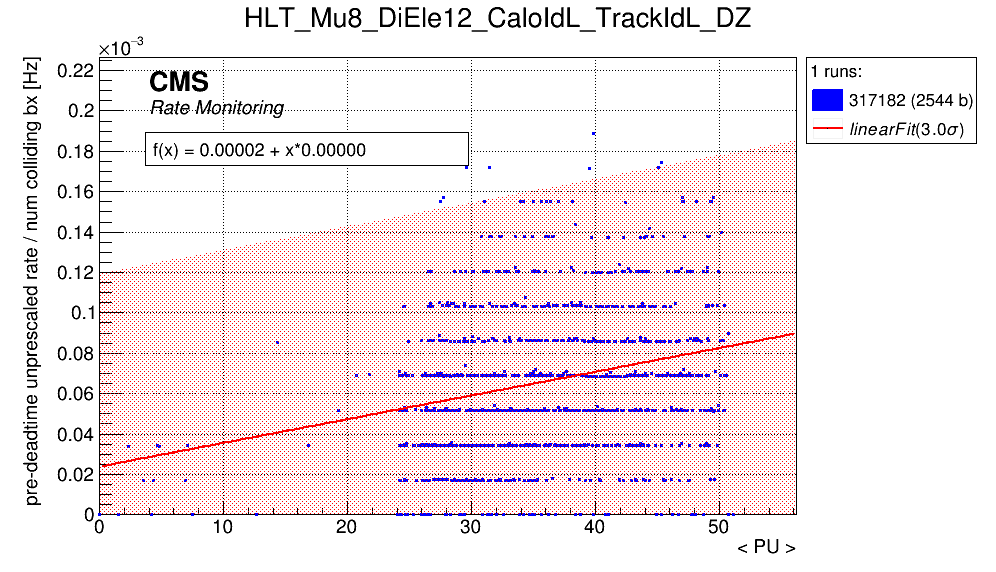 HLT_Mu8_DiEle12_CaloIdL_TrackIdL_DZ
×10⁻³
pre-deadtime unprescaled rate / num colliding bx [Hz]
0.22
0.2
0.18
0.16
0.14
0.12
0.1
0.08
0.06
0.04
0.02
0
CMS
Rate Monitoring
f(x) = 0.00002 + x*0.00000
0 10 20 30 40 50
< PU >
1 runs:
317182 (2544 b)
linearFit(3.0σ)